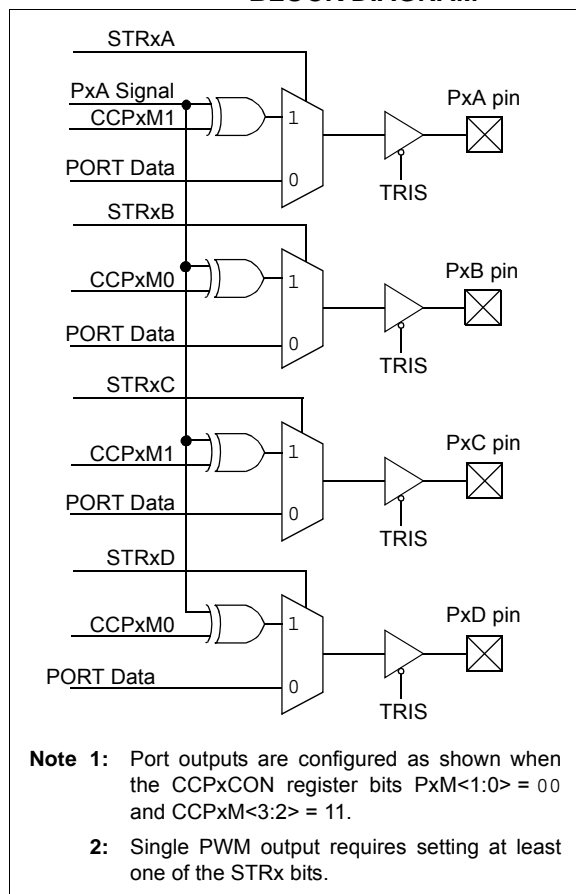 BLOCK DIAGRAM
STRxA
PxA Signal
CCPxM1
1
PxA pin
PORT Data
0
TRIS
STRxB
CCPxM0
1
PxB pin
PORT Data
0
TRIS
STRxC
CCPxM1
1
PxC pin
PORT Data
0
TRIS
STRxD
CCPxM0
1
PxD pin
PORT Data
0
TRIS
Note 1: Port outputs are configured as shown when
the CCPxCON register bits PxM<1:0> = 00
and CCPxM<3:2> = 11.
2: Single PWM output requires setting at least
one of the STRx bits.